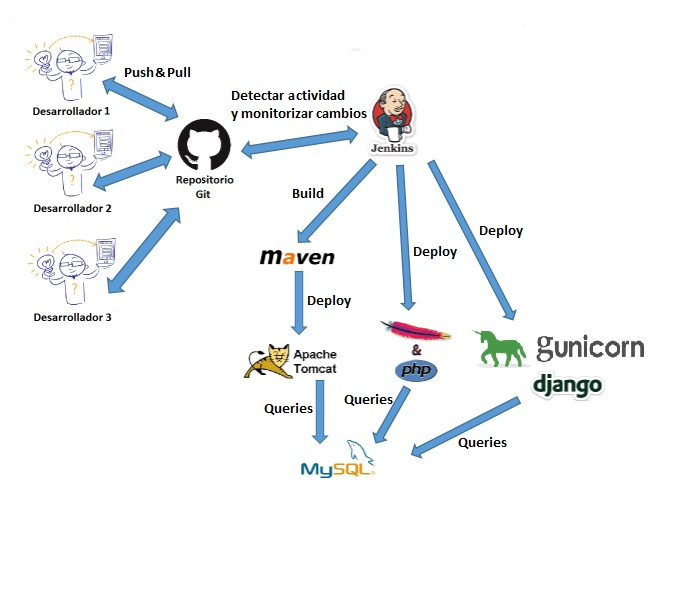 Push&Pull
Desarrollador 1
Detectar actividad
y monitorizar cambios
Jenkins
Repositorio
Git
Desarrollador 2
Build
Deploy
Deploy
maven
Desarrollador 3
Deploy
Apache
Tomcat
&
php
gunicorn
django
Queries
Queries
Queries
MySQL